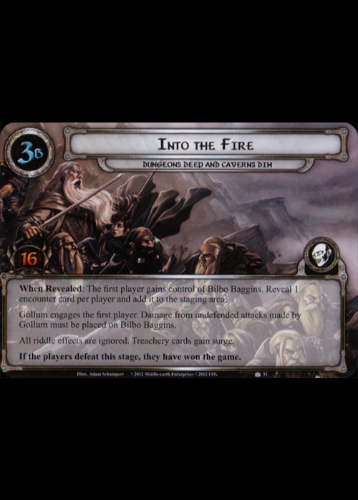 3B
INTO THE FIRE
DUNGEONS DEEP AND CAVERNS DIM
16
When Revealed: The first player gains control of Bilbo Baggins. Reveal 1
encounter card per player and add it to the staging area.
Gollum engages the first player. Damage from undefended attacks made by
Gollum must be placed on Bilbo Baggins.
All riddle effects are ignored. Treachery cards gain surge.
If the players defeat this stage, they have won the game.
Illus. Adam Schumpert ©2012 Middle-earth Enterprises ©2012 FFG